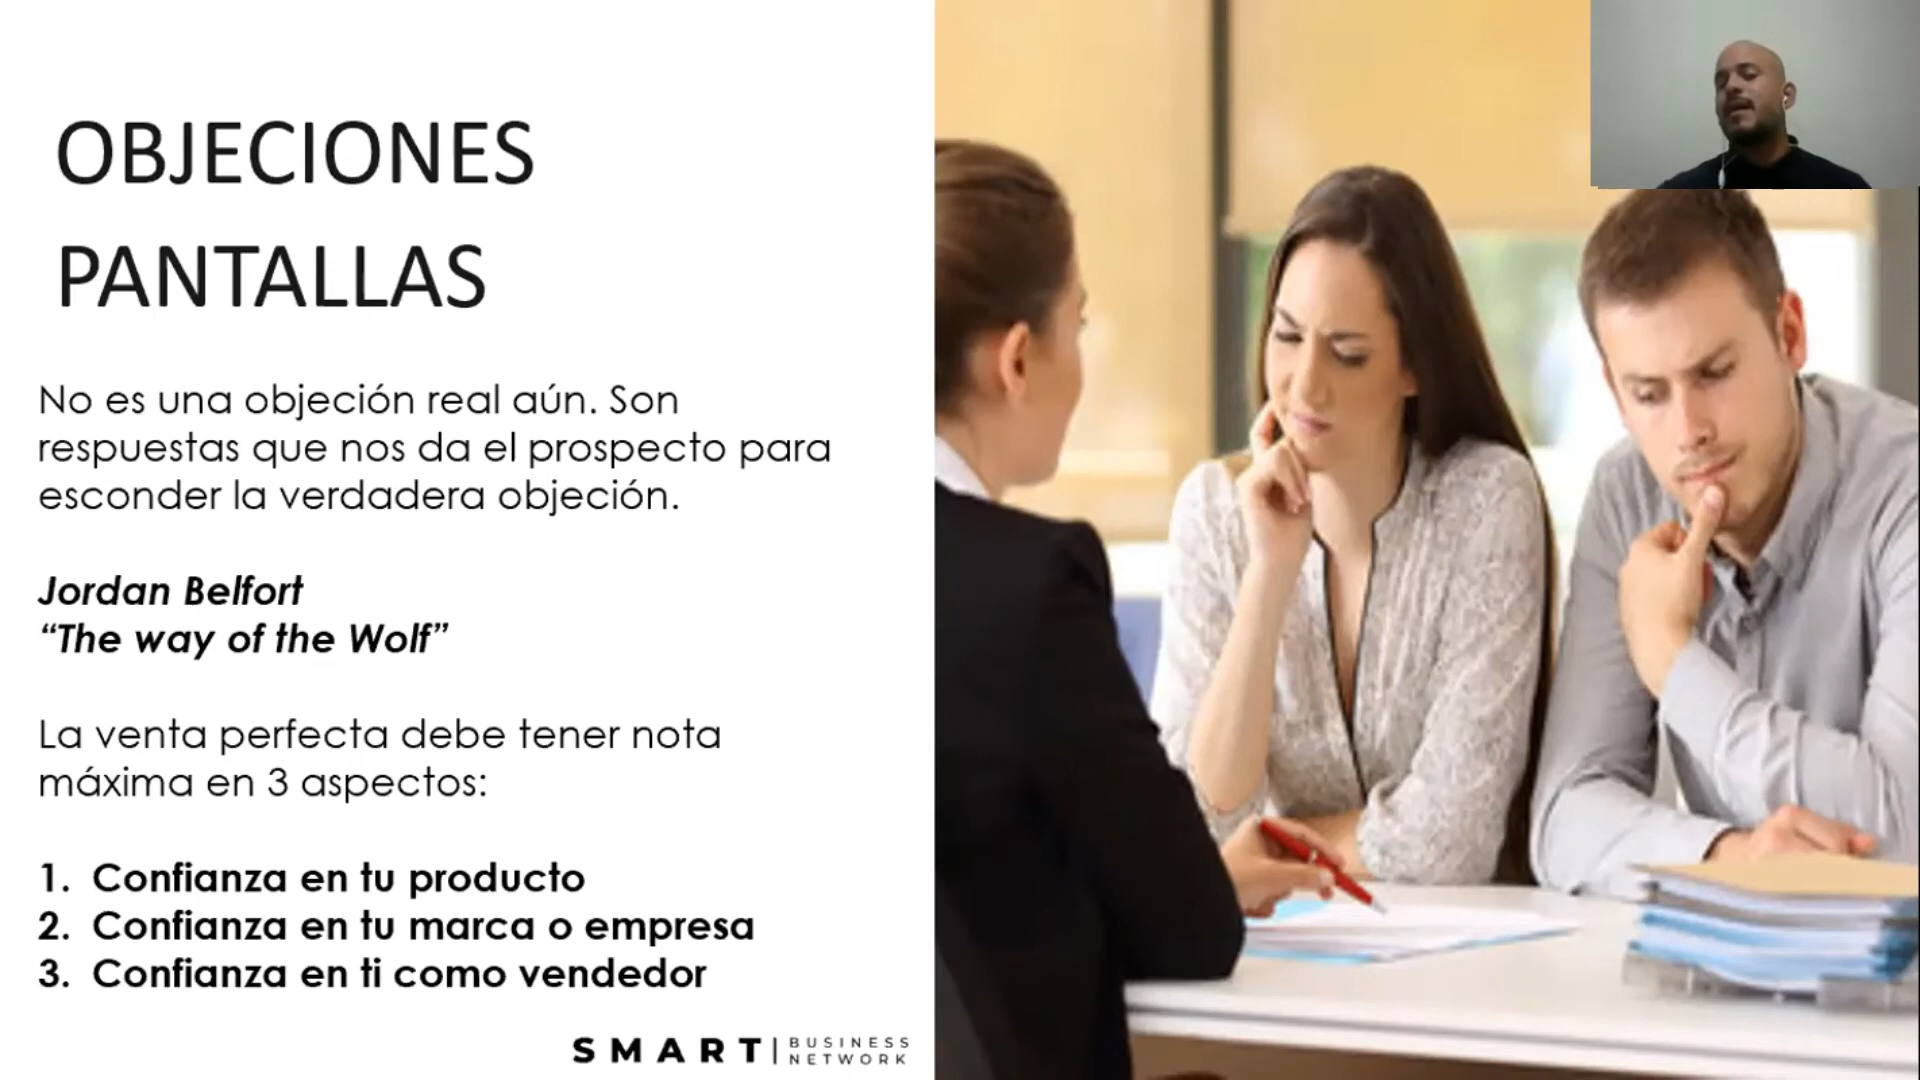 OBJECIONES
PANTALLAS
No es una objeción real aún. Son
respuestas que nos da el prospecto para
esconder la verdadera objeción.
Jordan Belfort
“The way of the Wolf”
La venta perfecta debe tener nota
máxima en 3 aspectos:
1. Confianza en tu producto
2. Confianza en tu marca o empresa
3. Confianza en ti como vendedor
SMART | BUSINESS
NETWORK